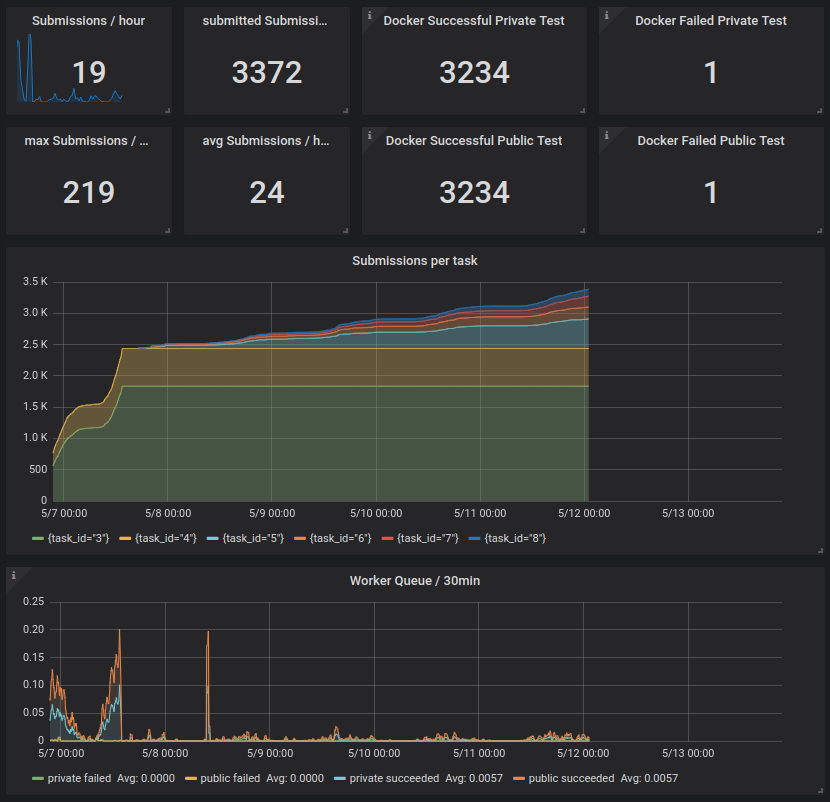 Submissions / hour
19
submitted Submissi...
3372
Docker Successful Private Test
3234
Docker Failed Private Test
1
max Submissions / ...
219
avg Submissions / h...
24
Docker Successful Public Test
3234
Docker Failed Public Test
1
Submissions per task
3.5 K
3.0 K
2.5 K
2.0 K
1.5 K
1.0 K
500
0
5/7 00:00 5/8 00:00 5/9 00:00 5/10 00:00 5/11 00:00 5/12 00:00 5/13 00:00
{task_id="3"} {task_id="4"} {task_id="5"} {task_id="6"} {task_id="7"} {task_id="8"}
Worker Queue / 30min
0.25
0.20
0.15
0.10
0.05
0
5/7 00:00 5/8 00:00 5/9 00:00 5/10 00:00 5/11 00:00 5/12 00:00 5/13 00:00
private failed Avg: 0.0000 public failed Avg: 0.0000 private succeeded Avg: 0.0057 public succeeded Avg: 0.0057